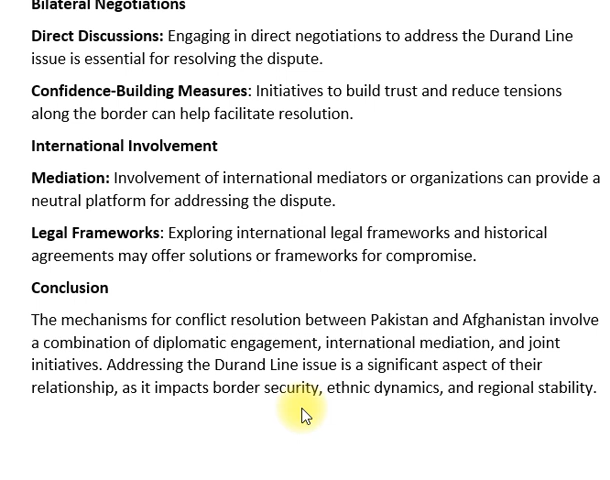 Bilateral Negotiations
Direct Discussions: Engaging in direct negotiations to address the Durand Line
issue is essential for resolving the dispute.
Confidence-Building Measures: Initiatives to build trust and reduce tensions
along the border can help facilitate resolution.
International Involvement
Mediation: Involvement of international mediators or organizations can provide a
neutral platform for addressing the dispute.
Legal Frameworks: Exploring international legal frameworks and historical
agreements may offer solutions or frameworks for compromise.
Conclusion
The mechanisms for conflict resolution between Pakistan and Afghanistan involve
a combination of diplomatic engagement, international mediation, and joint
initiatives. Addressing the Durand Line issue is a significant aspect of their
relationship, as it impacts border security, ethnic dynamics, and regional stability.